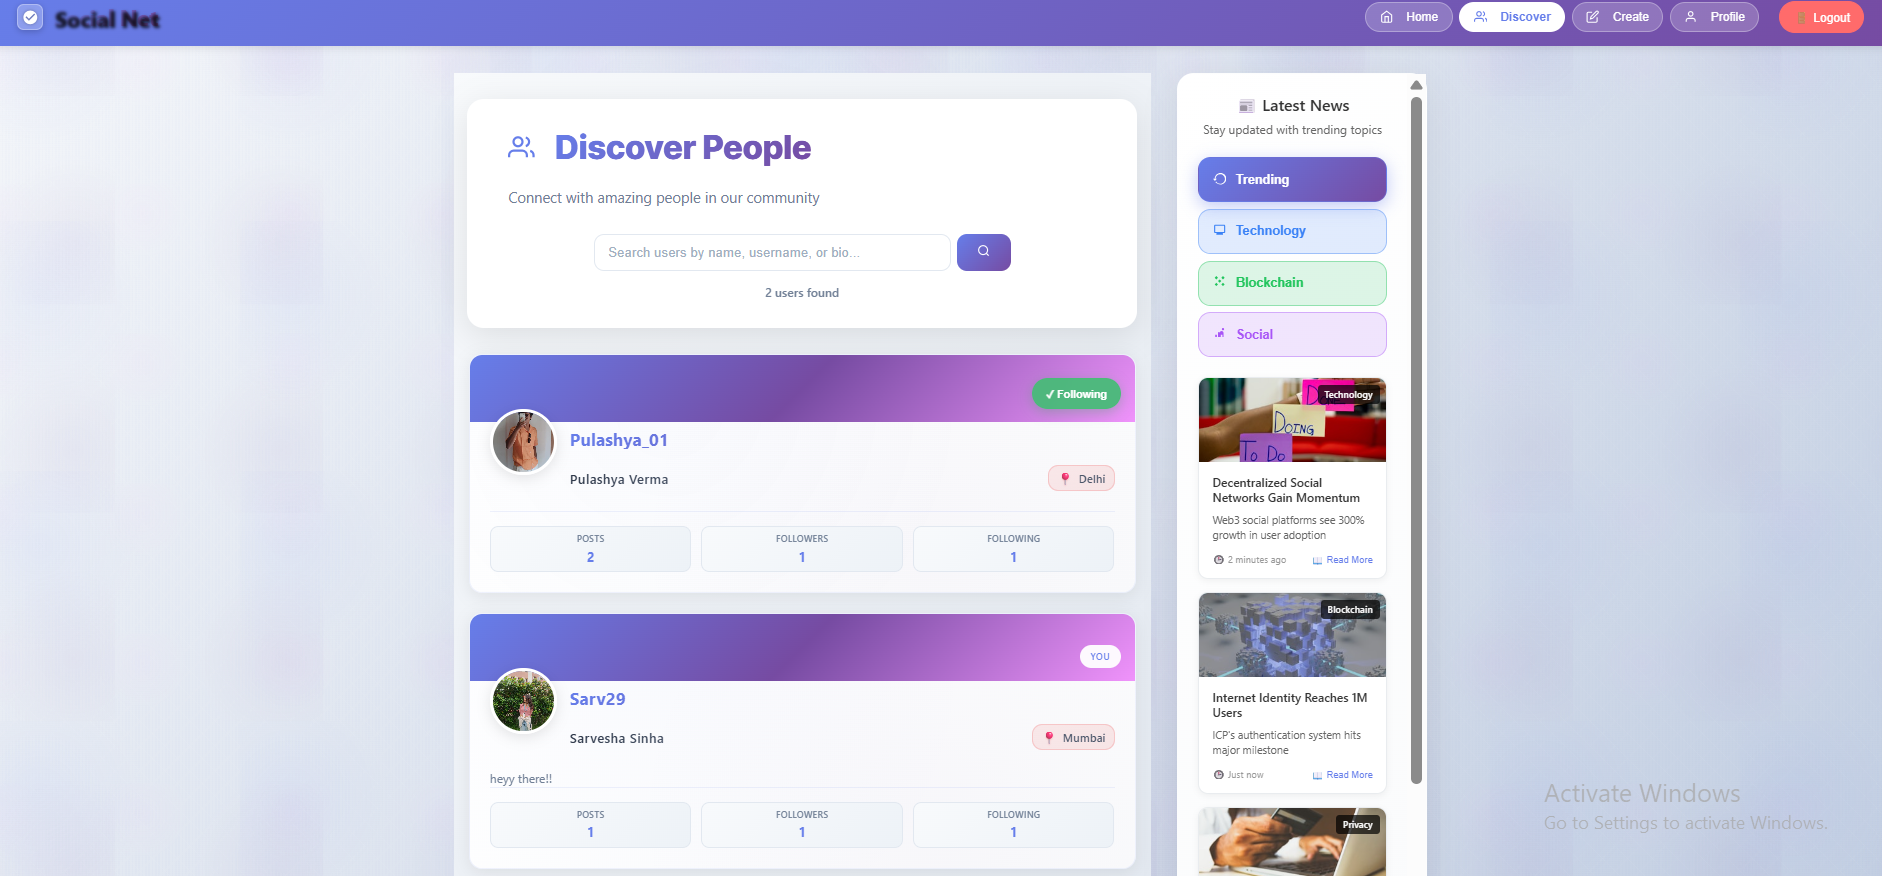 Social Net
Home
Discover
Create
Profile
Logout
Discover People
Connect with amazing people in our community
Search users by name, username, or bio...
2 users found
✓ Following
Pulashya_01
Pulashya Verma
Delhi
POSTS
2
FOLLOWERS
1
FOLLOWING
1
YOU
Sarv29
Sarvesha Sinha
Mumbai
heyy there!!
POSTS
1
FOLLOWERS
1
FOLLOWING
1
Latest News
Stay updated with trending topics
Trending
Technology
Blockchain
Social
Technology
DOING
To Do
Decentralized Social
Networks Gain Momentum
Web3 social platforms see 300%
growth in user adoption
2 minutes ago
Read More
Blockchain
Internet Identity Reaches 1M
Users
ICP's authentication system hits
major milestone
Just now
Read More
Privacy
Activate Windows
Go to Settings to activate Windows.